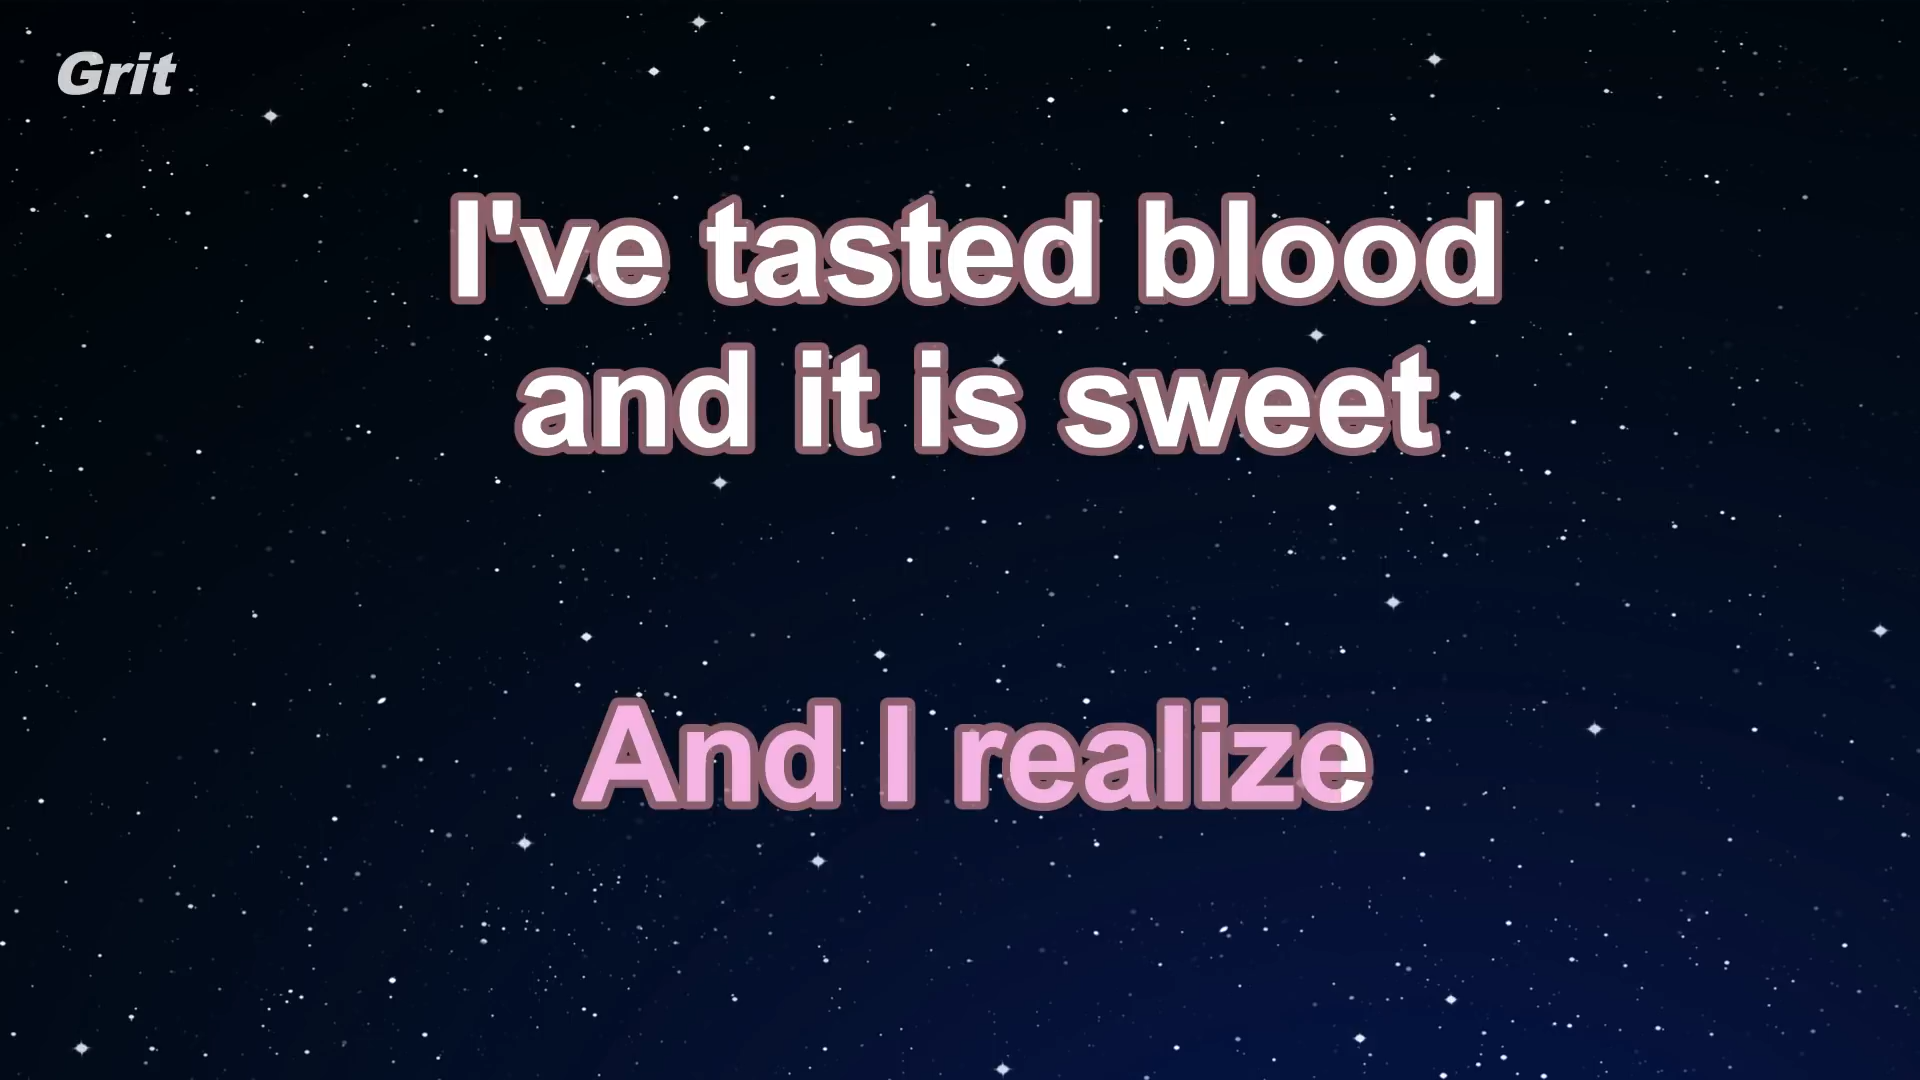 Grit
I've tasted blood
and it is sweet
And I realize